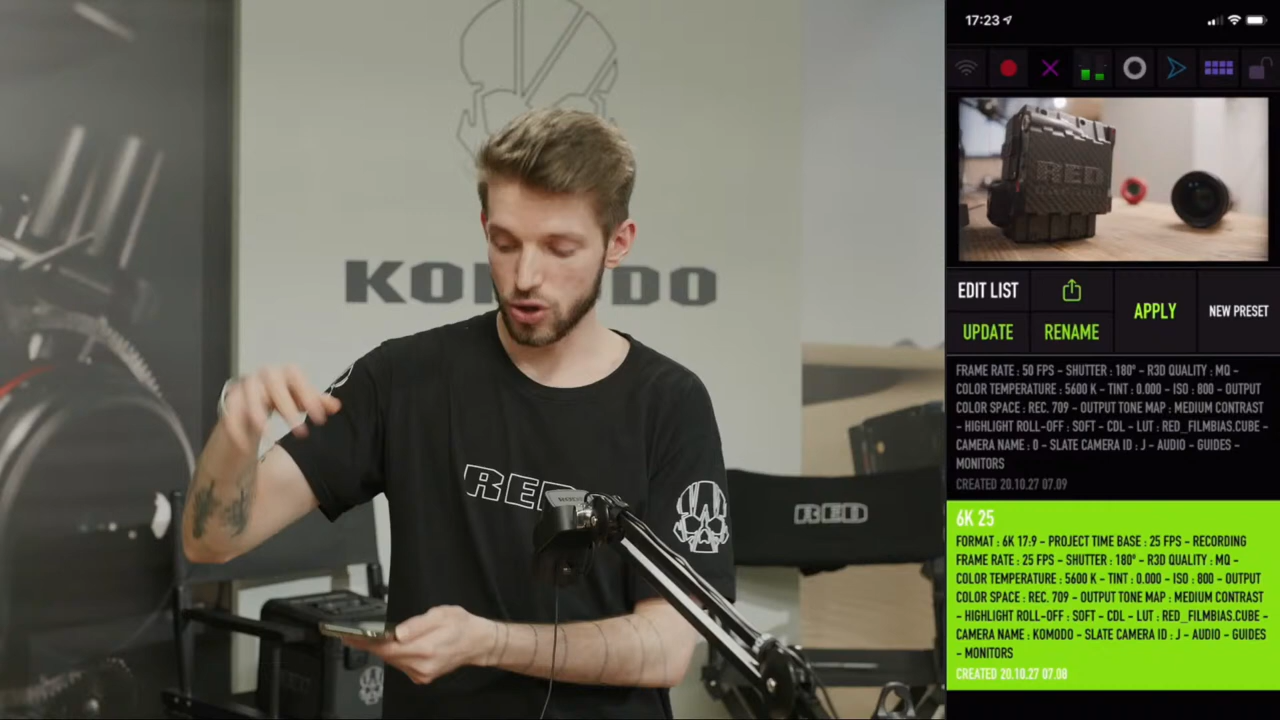 KOMODO
RED
RED
17:23
RED
EDIT LIST
UPDATE
RENAME
APPLY
NEW PRESET
FRAME RATE : 50 FPS - SHUTTER : 180° - R3D QUALITY : MQ -
COLOR TEMPERATURE : 5600 K - TINT : 0.000 - ISO : 800 - OUTPUT
COLOR SPACE : REC. 709 - OUTPUT TONE MAP : MEDIUM CONTRAST
- HIGHLIGHT ROLL-OFF : SOFT - CDL - LUT : RED_FILMBIAS.CUBE -
CAMERA NAME : 0 - SLATE CAMERA ID : J - AUDIO - GUIDES -
MONITORS
CREATED 20.10.27 07.09
6K 25
FORMAT : 6K 17:9 - PROJECT TIME BASE : 25 FPS - RECORDING
FRAME RATE : 25 FPS - SHUTTER : 180° - R3D QUALITY : MQ -
COLOR TEMPERATURE : 5600 K - TINT : 0.000 - ISO : 800 - OUTPUT
COLOR SPACE : REC. 709 - OUTPUT TONE MAP : MEDIUM CONTRAST
- HIGHLIGHT ROLL-OFF : SOFT - CDL - LUT : RED_FILMBIAS.CUBE -
CAMERA NAME : KOMODO - SLATE CAMERA ID : J - AUDIO - GUIDES
- MONITORS
CREATED 20.10.27 07.08